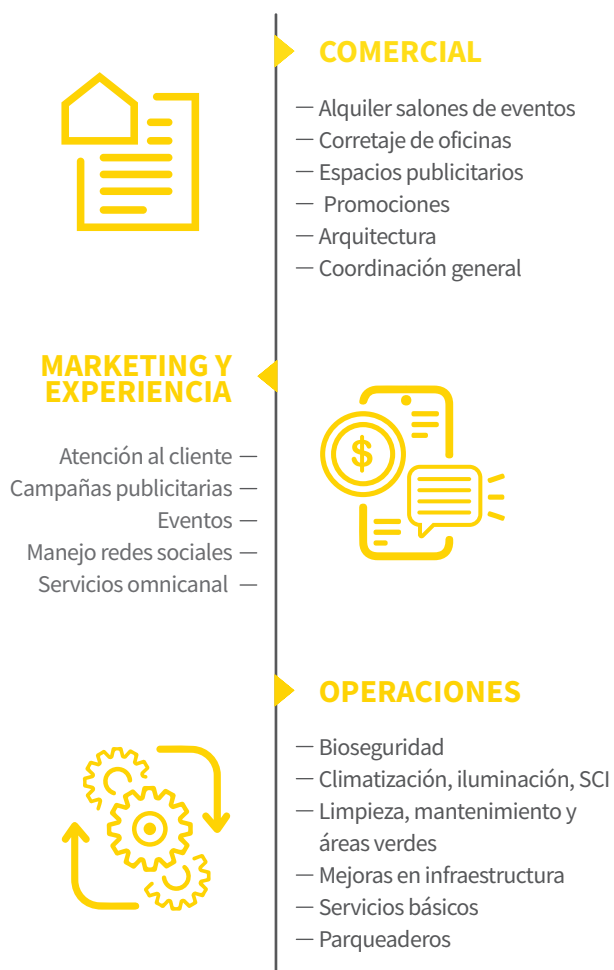 COMERCIAL
— Alquiler salones de eventos
— Corretaje de oficinas
— Espacios publicitarios
— Promociones
— Arquitectura
— Coordinación general
MARKETING Y
EXPERIENCIA
Atención al cliente —
Campañas publicitarias —
Eventos —
Manejo redes sociales —
Servicios omnicanal —
$
OPERACIONES
— Bioseguridad
— Climatización, iluminación, SCI
— Limpieza, mantenimiento y
áreas verdes
— Mejoras en infraestructura
— Servicios básicos
— Parqueaderos